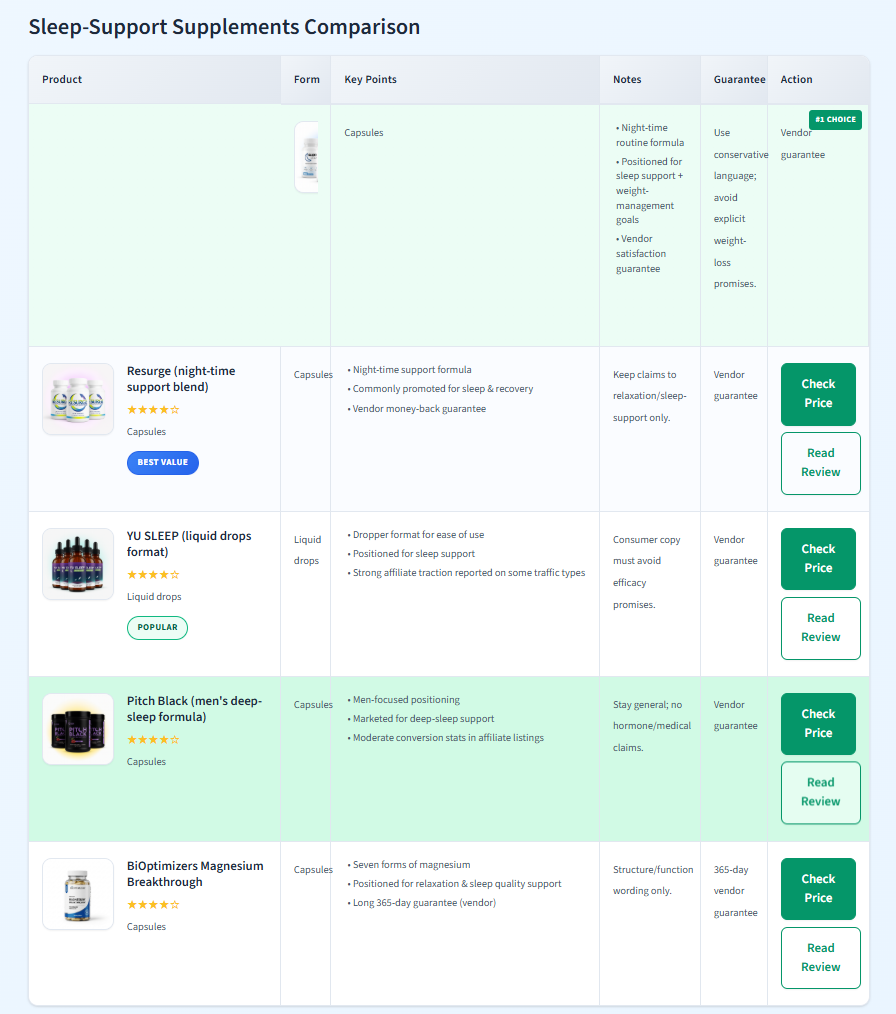 Sleep-Support Supplements Comparison
Product
Form
Key Points
Notes
Guarantee
Action
#1 CHOICE
Capsules
• Night-time
routine formula
• Positioned for
sleep support +
weight-
management
goals
• Vendor
satisfaction
guarantee
Use
conservative
language;
avoid
explicit
weight-
loss
promises.
Vendor
guarantee
Resurge (night-time
support blend)
★★★★☆
Capsules
BEST VALUE
Capsules
• Night-time support formula
• Commonly promoted for sleep & recovery
• Vendor money-back guarantee
Keep claims to
relaxation/sleep-
support only.
Vendor
guarantee
Check
Price
Read
Review
YU SLEEP (liquid drops
format)
★★★★☆
Liquid drops
POPULAR
Liquid
drops
• Dropper format for ease of use
• Positioned for sleep support
• Strong affiliate traction reported on some traffic types
Consumer copy
must avoid
efficacy
promises.
Vendor
guarantee
Check
Price
Read
Review
PITCH
BLACK
Pitch Black (men's deep-
sleep formula)
★★★★☆
Capsules
Capsules
• Men-focused positioning
• Marketed for deep-sleep support
• Moderate conversion stats in affiliate listings
Stay general; no
hormone/medical
claims.
Vendor
guarantee
Check
Price
Read
Review
BiOptimizers Magnesium
Breakthrough
★★★★☆
Capsules
Capsules
• Seven forms of magnesium
• Positioned for relaxation & sleep quality support
• Long 365-day guarantee (vendor)
Structure/function
wording only.
365-day
vendor
guarantee
Check
Price
Read
Review